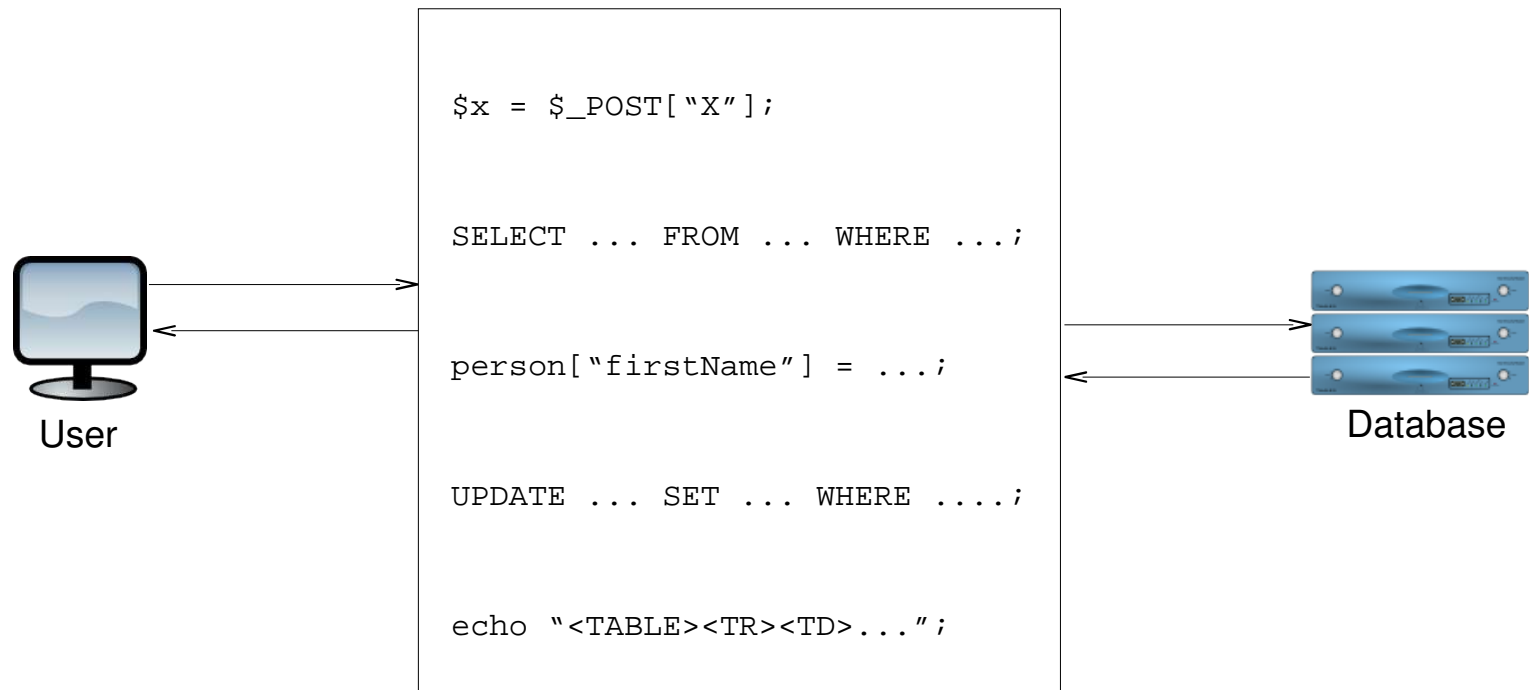 $x = $_POST[“X”];
SELECT ... FROM ... WHERE ...;
person[“firstName”] = ...;
UPDATE ... SET ... WHERE ....;
echo “<TABLE><TR><TD>...”;
User
Database